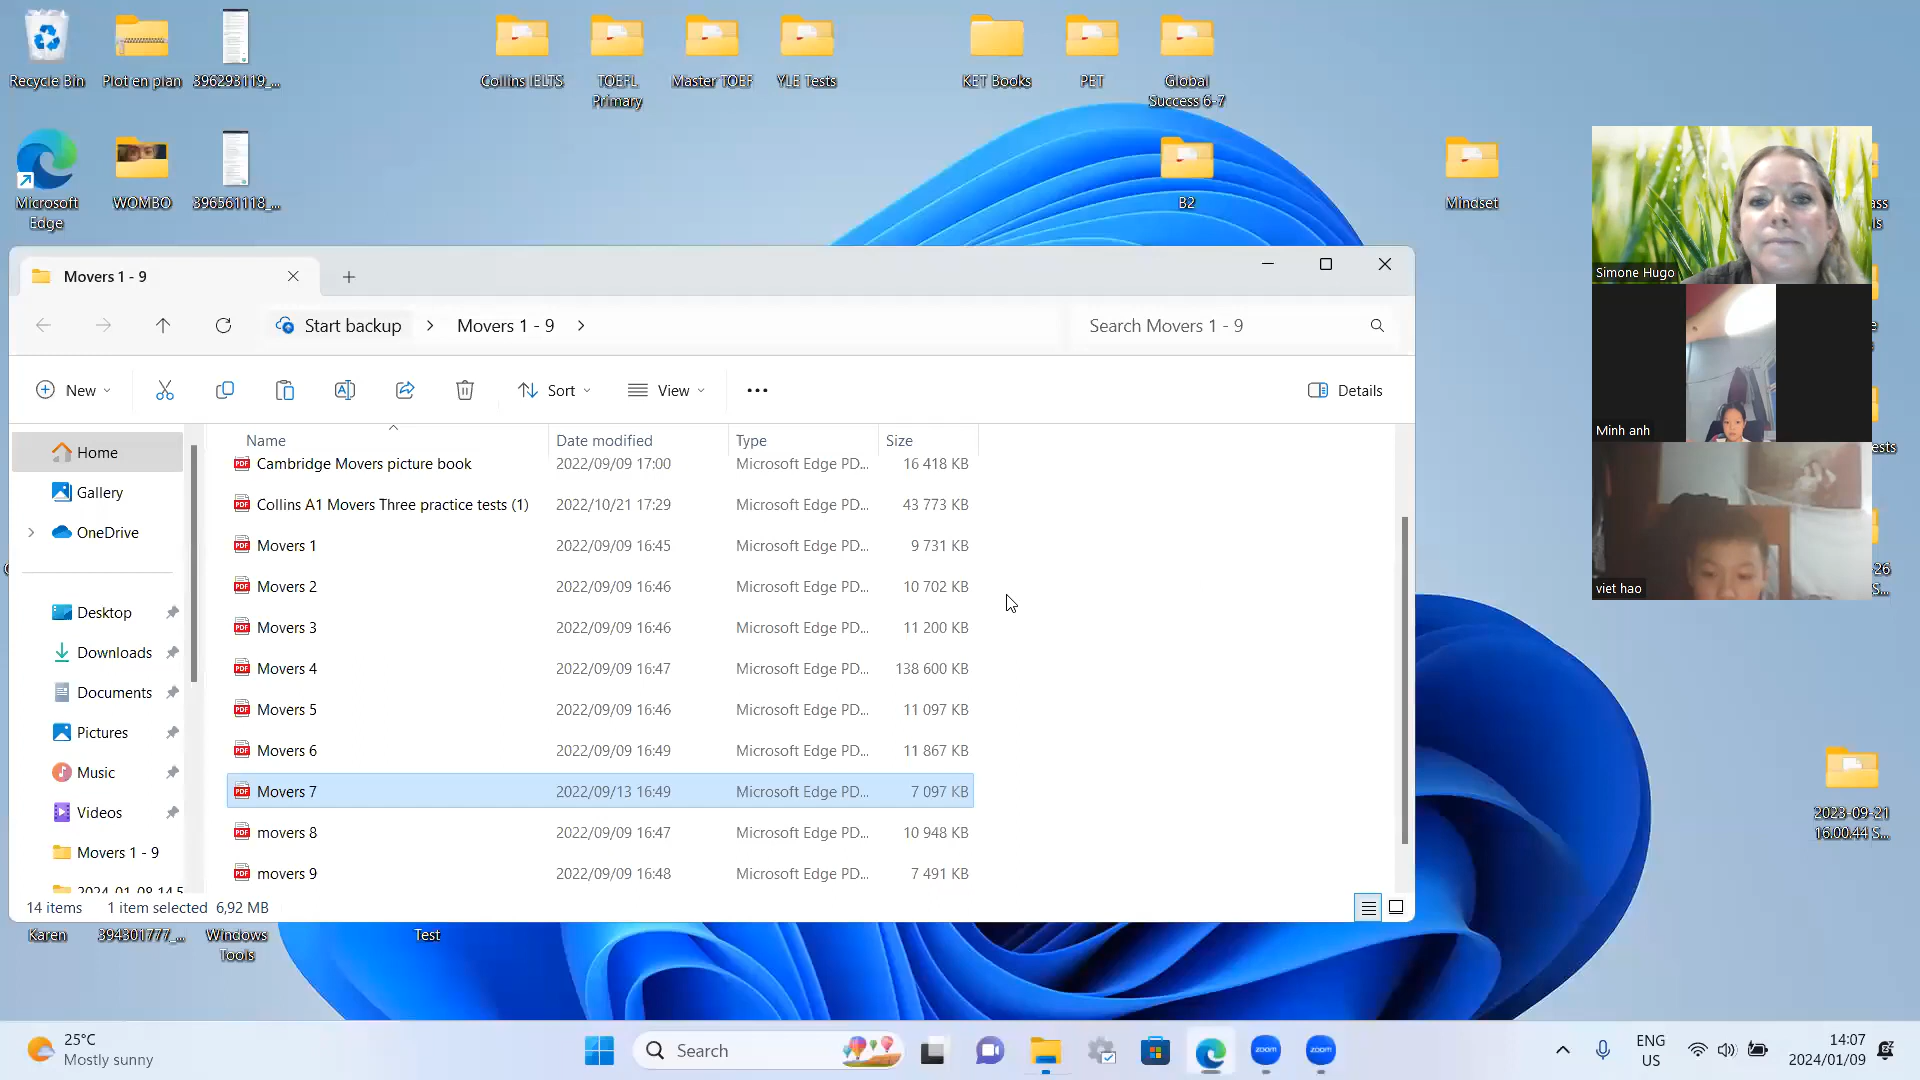 Recycle Bin
Plot en plan
396293119_...
Collins IELTS
TOEFL
Primary
Master TOEF
YLE Tests
KET Books
PET
Global
Success 6-7
Microsoft
Edge
WOMBO
396561118_...
B2
Mindset
Simone Hugo
Minh anh
viet hao
Movers 1 - 9
Start backup
Movers 1 - 9
Search Movers 1 - 9
New
Sort
View
Details
Home
Gallery
OneDrive
Desktop
Downloads
Documents
Pictures
Music
Videos
Movers 1 - 9
2024-01-08 14.5
Name Date modified Type Size
Cambridge Movers picture book 2022/09/09 17:00 Microsoft Edge PD... 16 418 KB
Collins A1 Movers Three practice tests (1) 2022/10/21 17:29 Microsoft Edge PD... 43 773 KB
Movers 1 2022/09/09 16:45 Microsoft Edge PD... 9 731 KB
Movers 2 2022/09/09 16:46 Microsoft Edge PD... 10 702 KB
Movers 3 2022/09/09 16:46 Microsoft Edge PD... 11 200 KB
Movers 4 2022/09/09 16:47 Microsoft Edge PD... 138 600 KB
Movers 5 2022/09/09 16:46 Microsoft Edge PD... 11 097 KB
Movers 6 2022/09/09 16:49 Microsoft Edge PD... 11 867 KB
Movers 7 2022/09/13 16:49 Microsoft Edge PD... 7 097 KB
movers 8 2022/09/09 16:47 Microsoft Edge PD... 10 948 KB
movers 9 2022/09/09 16:48 Microsoft Edge PD... 7 491 KB
14 items 1 item selected 6,92 MB
2023-09-21
16.00.44 S...
Karen
394301777_...
Windows
Tools
Test
25°C
Mostly sunny
Search
zoom
zoom
ENG
US
14:07
2024/01/09